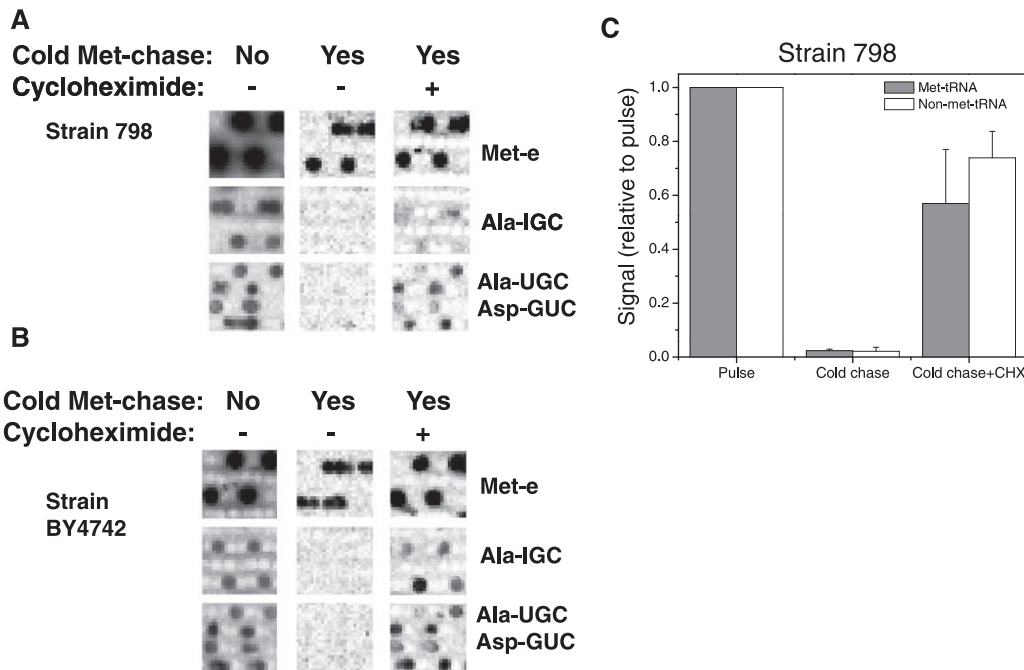 A
Cold Met-chase: No Yes Yes
Cycloheximide: - - +
Strain 798
Met-e
Ala-IGC
Ala-UGC
Asp-GUC
B
Cold Met-chase: No Yes Yes
Cycloheximide: - - +
Strain
BY4742
Met-e
Ala-IGC
Ala-UGC
Asp-GUC
C
Strain 798
Met-tRNA
Non-met-tRNA
Signal (relative to pulse)
1.0
0.8
0.6
0.4
0.2
0.0
Pulse Cold chase Cold chase+CHX